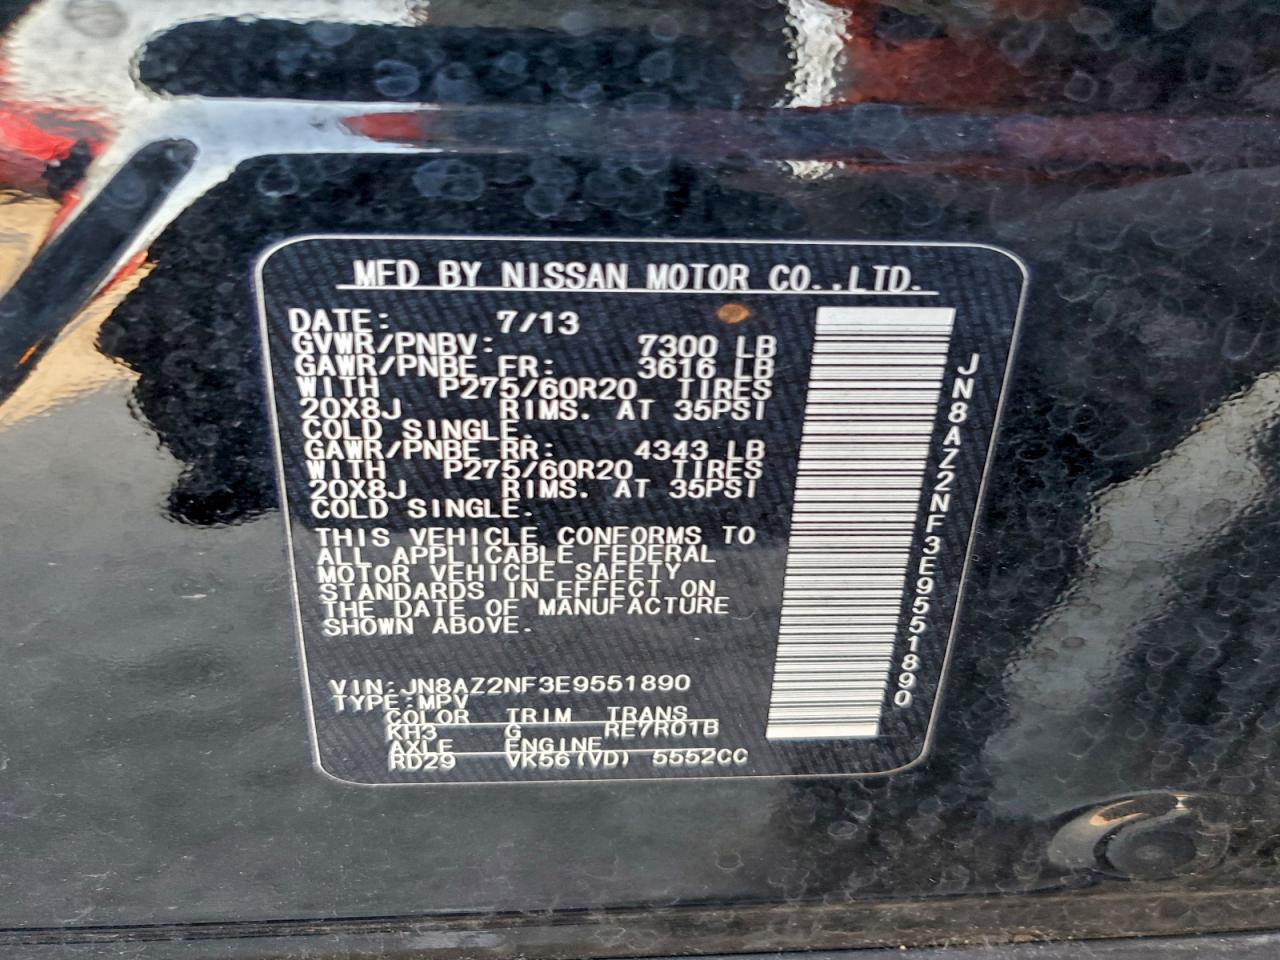 MFD BY NISSAN MOTOR CO.,LTD.
DATE: 7/13
GVWR/PNBV: 7300 LB
GAWR/PNBE FR: 3616 LB
WITH P275/60R20 TIRES
20X8J RIMS. AT 35PSI
COLD SINGLE.
GAWR/PNBE RR: 4343 LB
WITH P275/60R20 TIRES
20X8J RIMS. AT 35PSI
COLD SINGLE.
THIS VEHICLE CONFORMS TO
ALL APPLICABLE FEDERAL
MOTOR VEHICLE SAFETY
STANDARDS IN EFFECT ON
THE DATE OF MANUFACTURE
SHOWN ABOVE.
VIN:JN8AZ2NF3E9551890
TYPE:MPV
COLOR TRIM TRANS
KH3 G RE7R01B
AXLE ENGINE
RD29 VK56(VD) 5552CC
JN8AZ2NF3E9551890